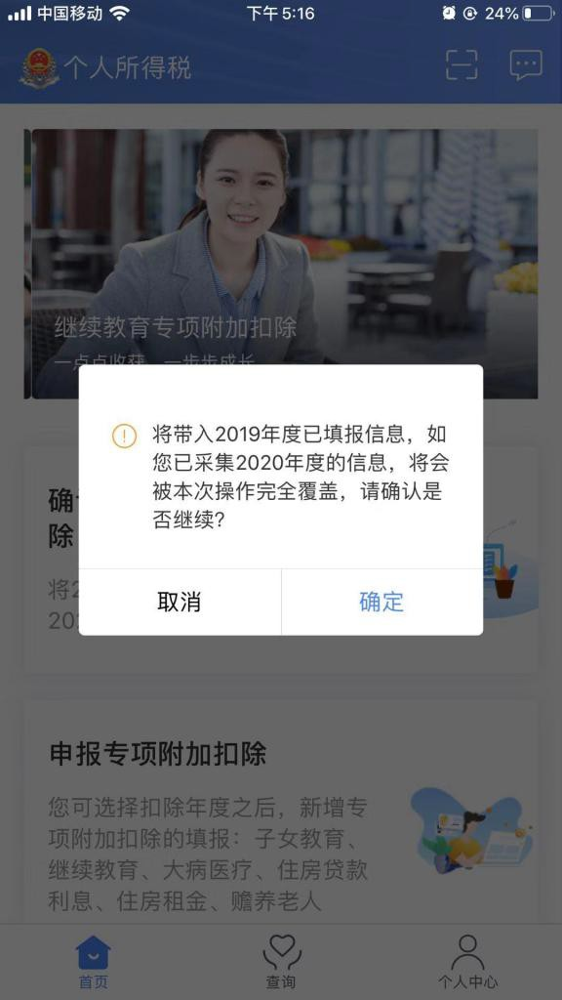 中国移动
下午5:16
24%
个人所得税
继续教育专项附加扣除
一点点收获，一步步成长
将带入2019年度已填报信息，如
您已采集2020年度的信息，将会
被本次操作完全覆盖，请确认是
否继续？
取消
确定
确
除
将2
202
申报专项附加扣除
您可选择扣除年度之后，新增专
项附加扣除的填报：子女教育、
继续教育、大病医疗、住房贷款
利息、住房租金、赡养老人
首页
查询
个人中心